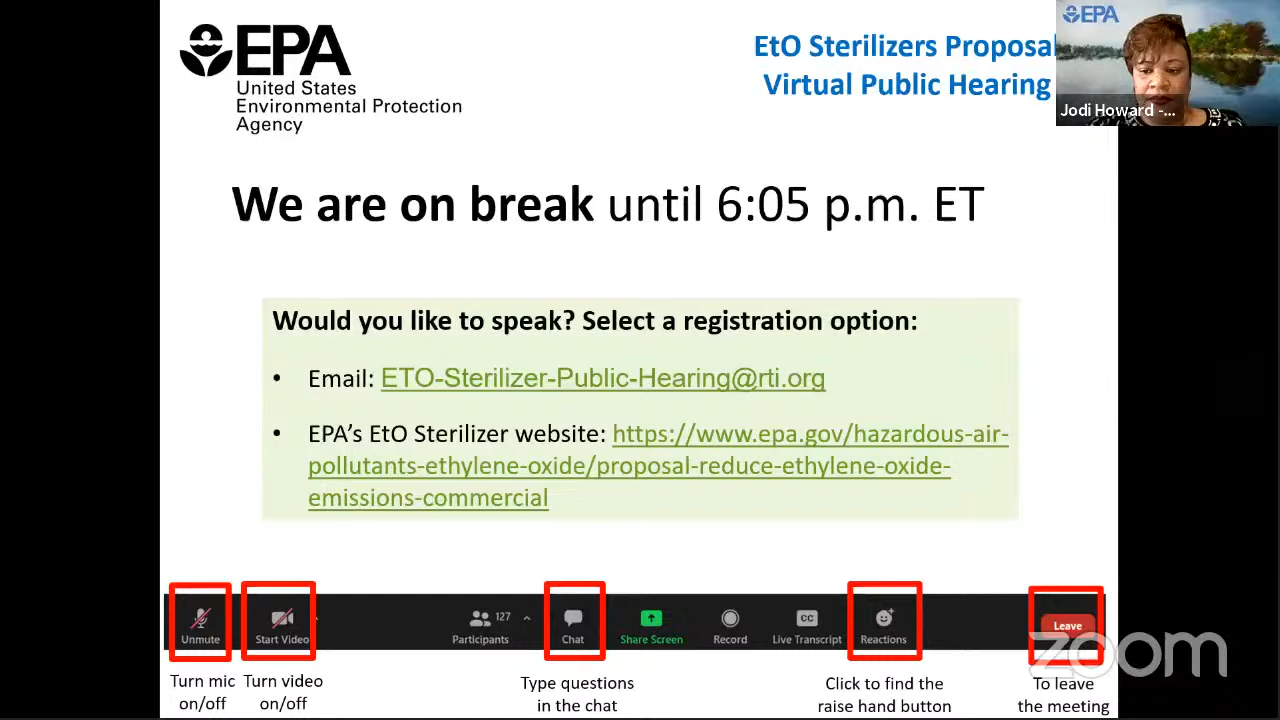 EPA
United States
Environmental Protection
Agency
EtO Sterilizers Proposal
Virtual Public Hearing
EPA
Jodi Howard -...
We are on break until 6:05 p.m. ET
Would you like to speak? Select a registration option:
• Email: ETO-Sterilizer-Public-Hearing@rti.org
• EPA’s EtO Sterilizer website: https://www.epa.gov/hazardous-air-
pollutants-ethylene-oxide/proposal-reduce-ethylene-oxide-
emissions-commercial
Unmute
Start Video
Participants 127
Chat
Share Screen
CC
Record
Live Transcript
Reactions
Leave
zoom
Turn mic
on/off
Turn video
on/off
Type questions
in the chat
Click to find the
raise hand button
To leave
the meeting